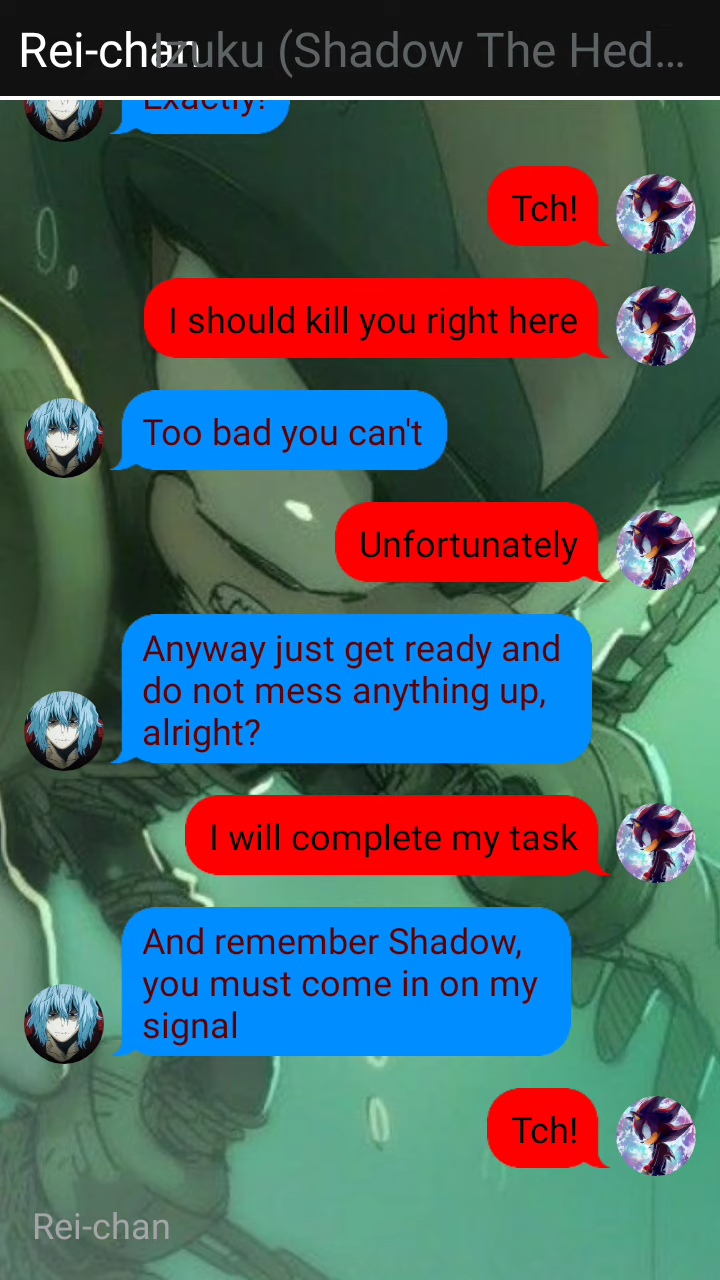 Rei-chan
Izuku (Shadow The Hed...
Exactly!
Tch!
I should kill you right here
Too bad you can't
Unfortunately
Anyway just get ready and
do not mess anything up,
alright?
I will complete my task
And remember Shadow,
you must come in on my
signal
Tch!
Rei-chan